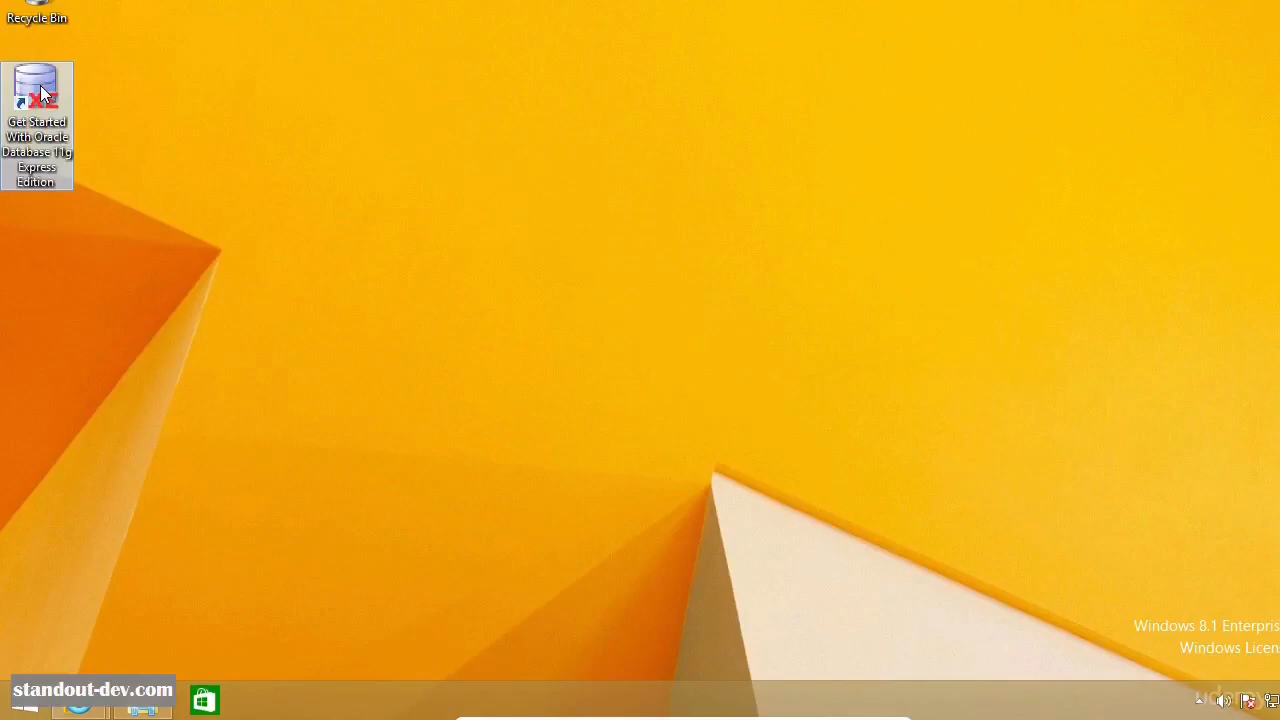 Recycle Bin
Get Started
With Oracle
Database 11g
Express
Edition
Windows 8.1 Enterpris
Windows Licen
standout-dev.com
udemy